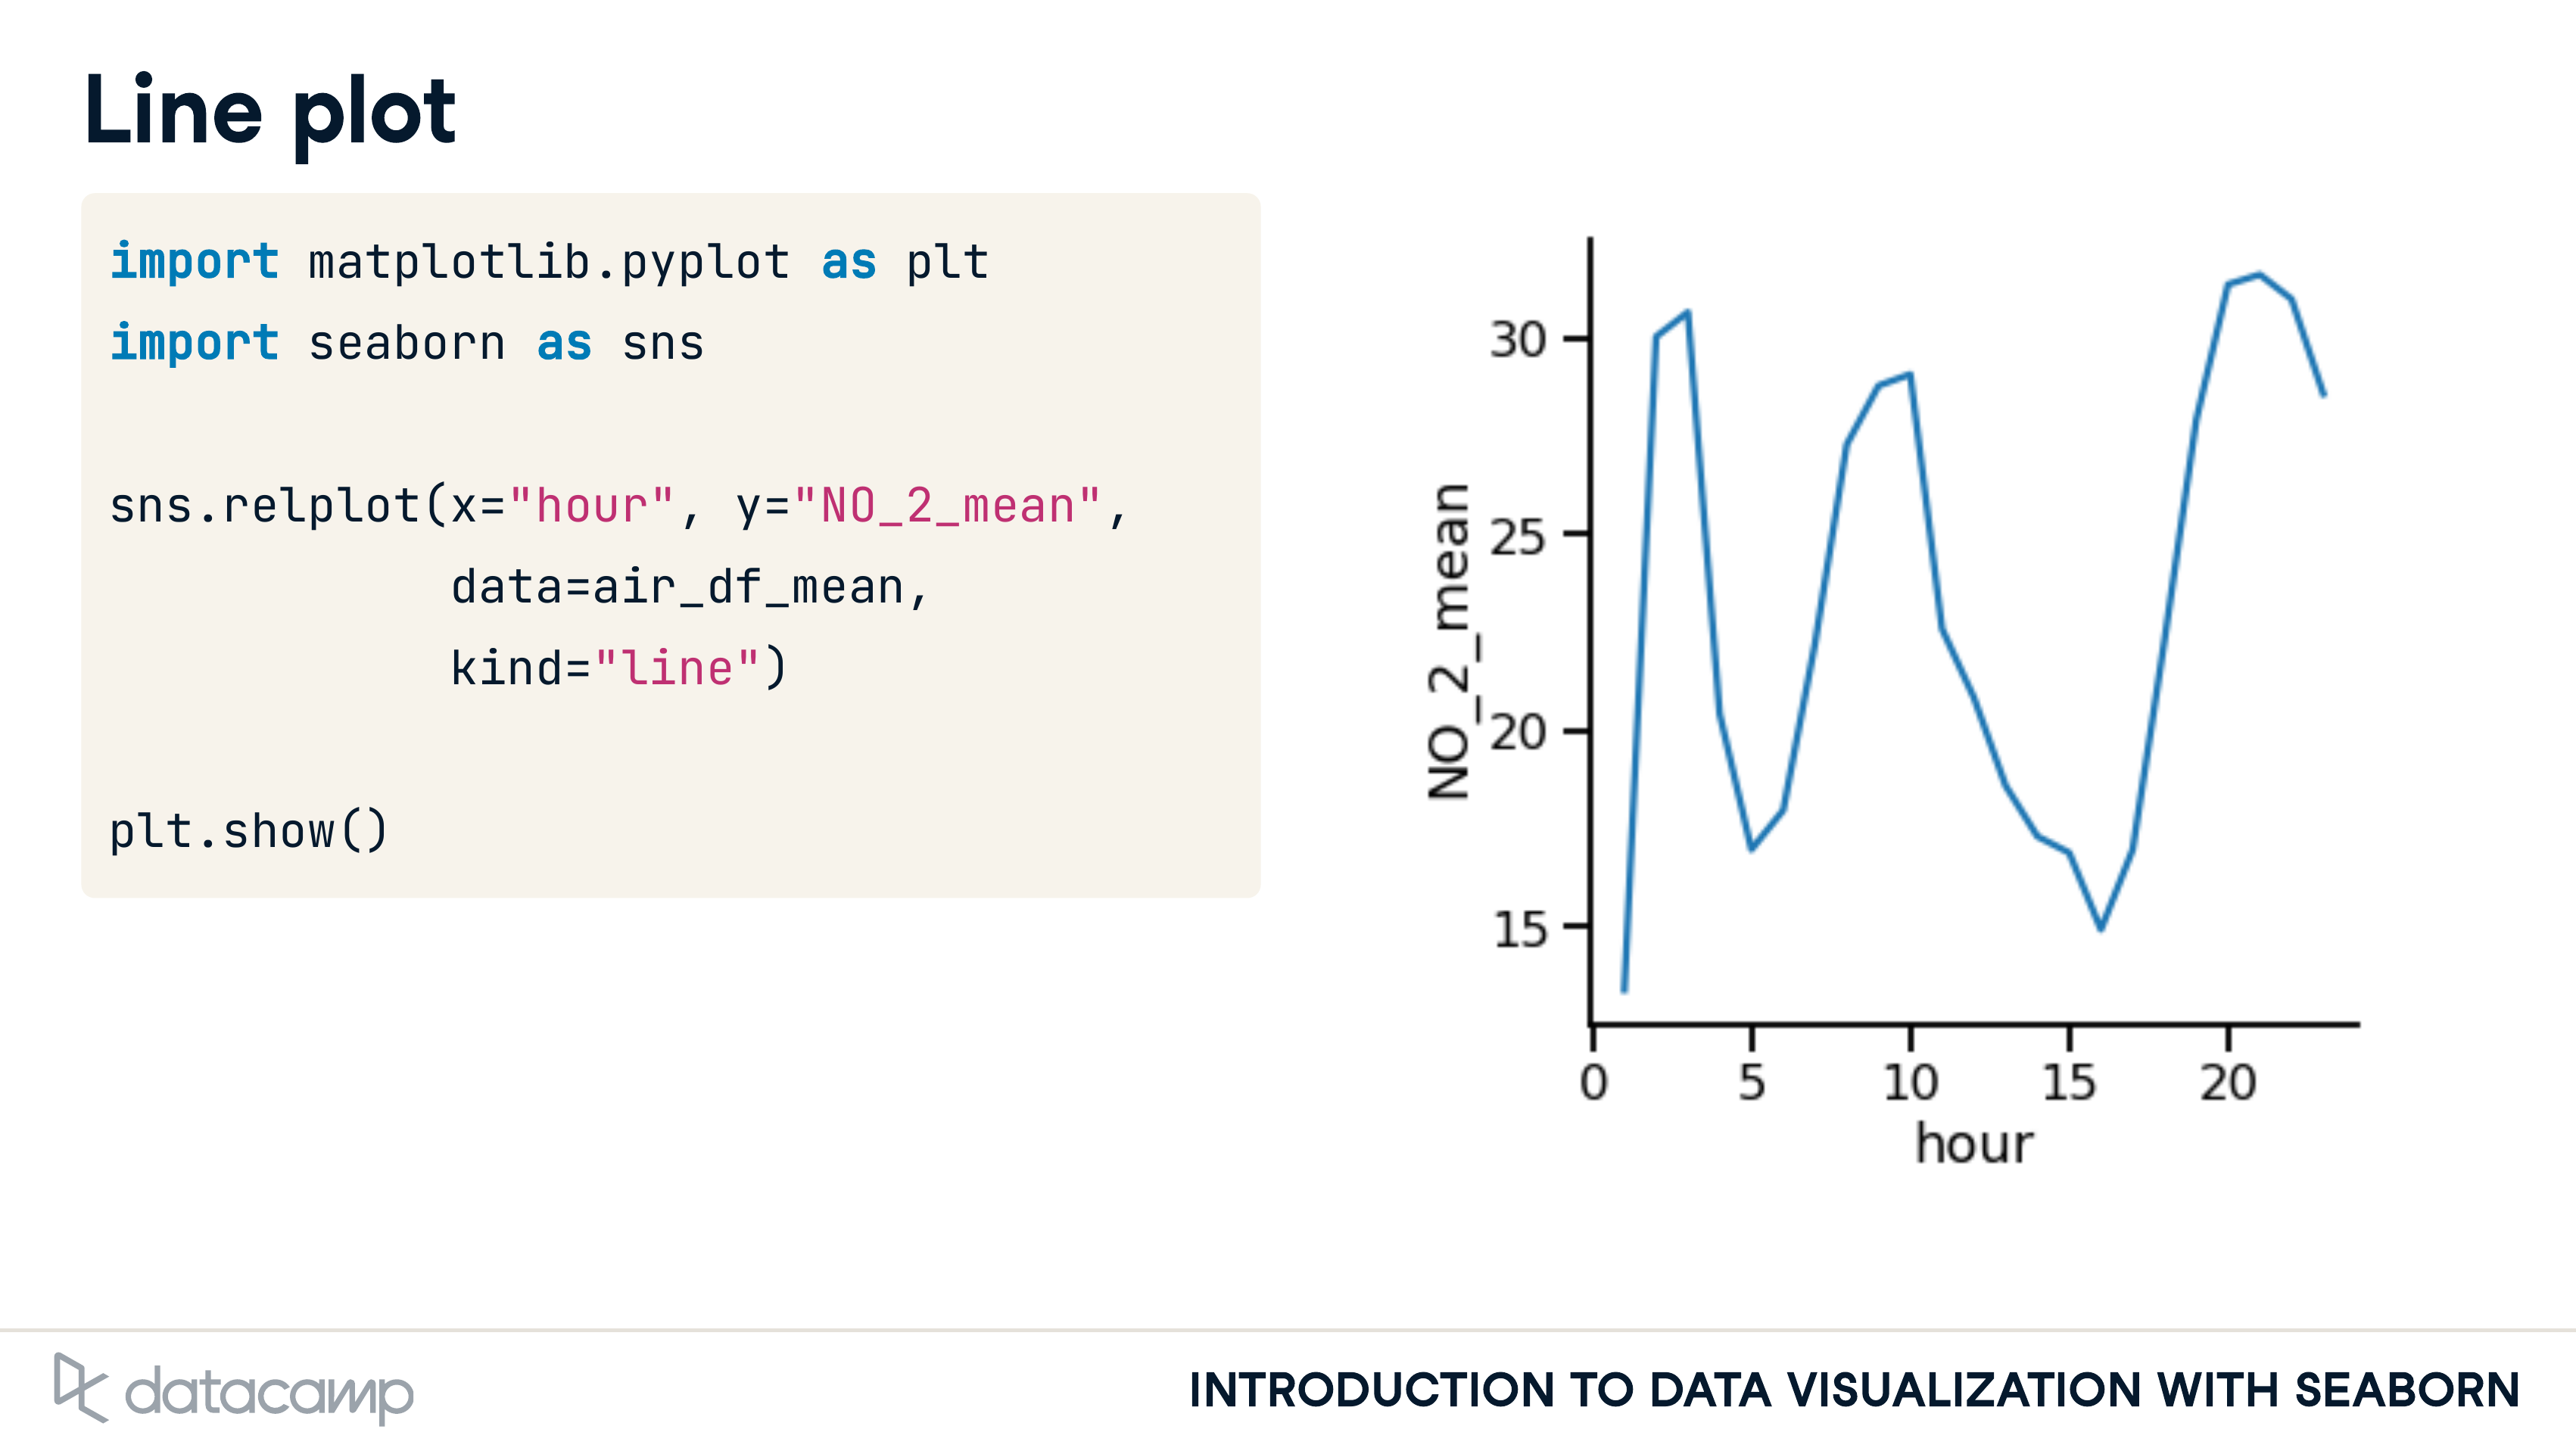 Line plot
import matplotlib.pyplot as plt
import seaborn as sns
sns.relplot(x="hour", y="NO_2_mean",
            data=air_df_mean,
            kind="line")
plt.show()
NO_2_mean
30
25
20
15
0 5 10 15 20
hour
datacamp
INTRODUCTION TO DATA VISUALIZATION WITH SEABORN